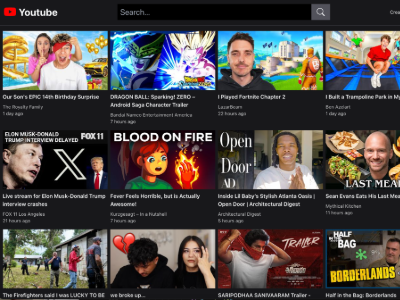 Youtube
Search...
Crea
Our Son's EPIC 14th Birthday Surprise
The Royalty Family
1 day ago
DRAGON BALL: Sparking! ZERO –
Android Saga Character Trailer
Bandai Namco Entertainment America
7 hours ago
I Played Fortnite Chapter 2
LazarBeam
22 hours ago
I Built a Trampoline Park in My
Ben Azelart
1 day ago
ELON MUSK-DONALD
TRUMP INTERVIEW DELAYED
FOX 11
Live stream for Elon Musk-Donald Trump
interview crashes
FOX 11 Los Angeles
21 hours ago
BLOOD ON FIRE
Fever Feels Horrible, but is Actually
Awesome!
Kurzgesagt – In a Nutshell
7 hours ago
Open
Door
AD
Inside Lil Baby's Stylish Atlanta Oasis |
Open Door | Architectural Digest
Architectural Digest
6 hours ago
LAST MEAL
Sean Evans Eats His Last Mea
Mythical Kitchen
11 hours ago
The Firefighters said I was LUCKY TO BE
we broke up...
TRAILER
SARIPODHAA SANIVAARAM Trailer -
HALF
IN THE
BAG
BORDERLANDS
Half in the Bag: Borderlands